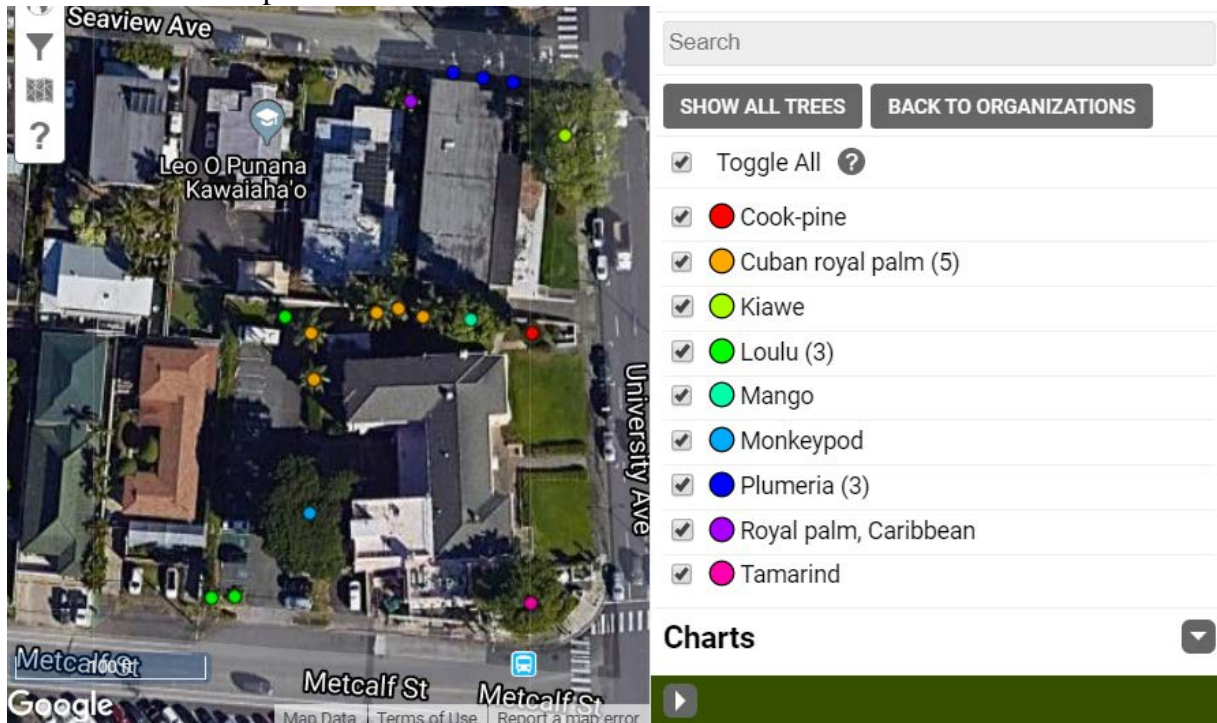 Seaview Ave
?
Leo O Punana
Kawaiaha'o
University Ave
Metcalf St
100 ft
Metcalf St
Metcalf St
Google
Map Data
Terms of Use
Report a map error
Search
SHOW ALL TREES
BACK TO ORGANIZATIONS
Toggle All ?
Cook-pine
Cuban royal palm (5)
Kiawe
Loulu (3)
Mango
Monkeypod
Plumeria (3)
Royal palm, Caribbean
Tamarind
Charts